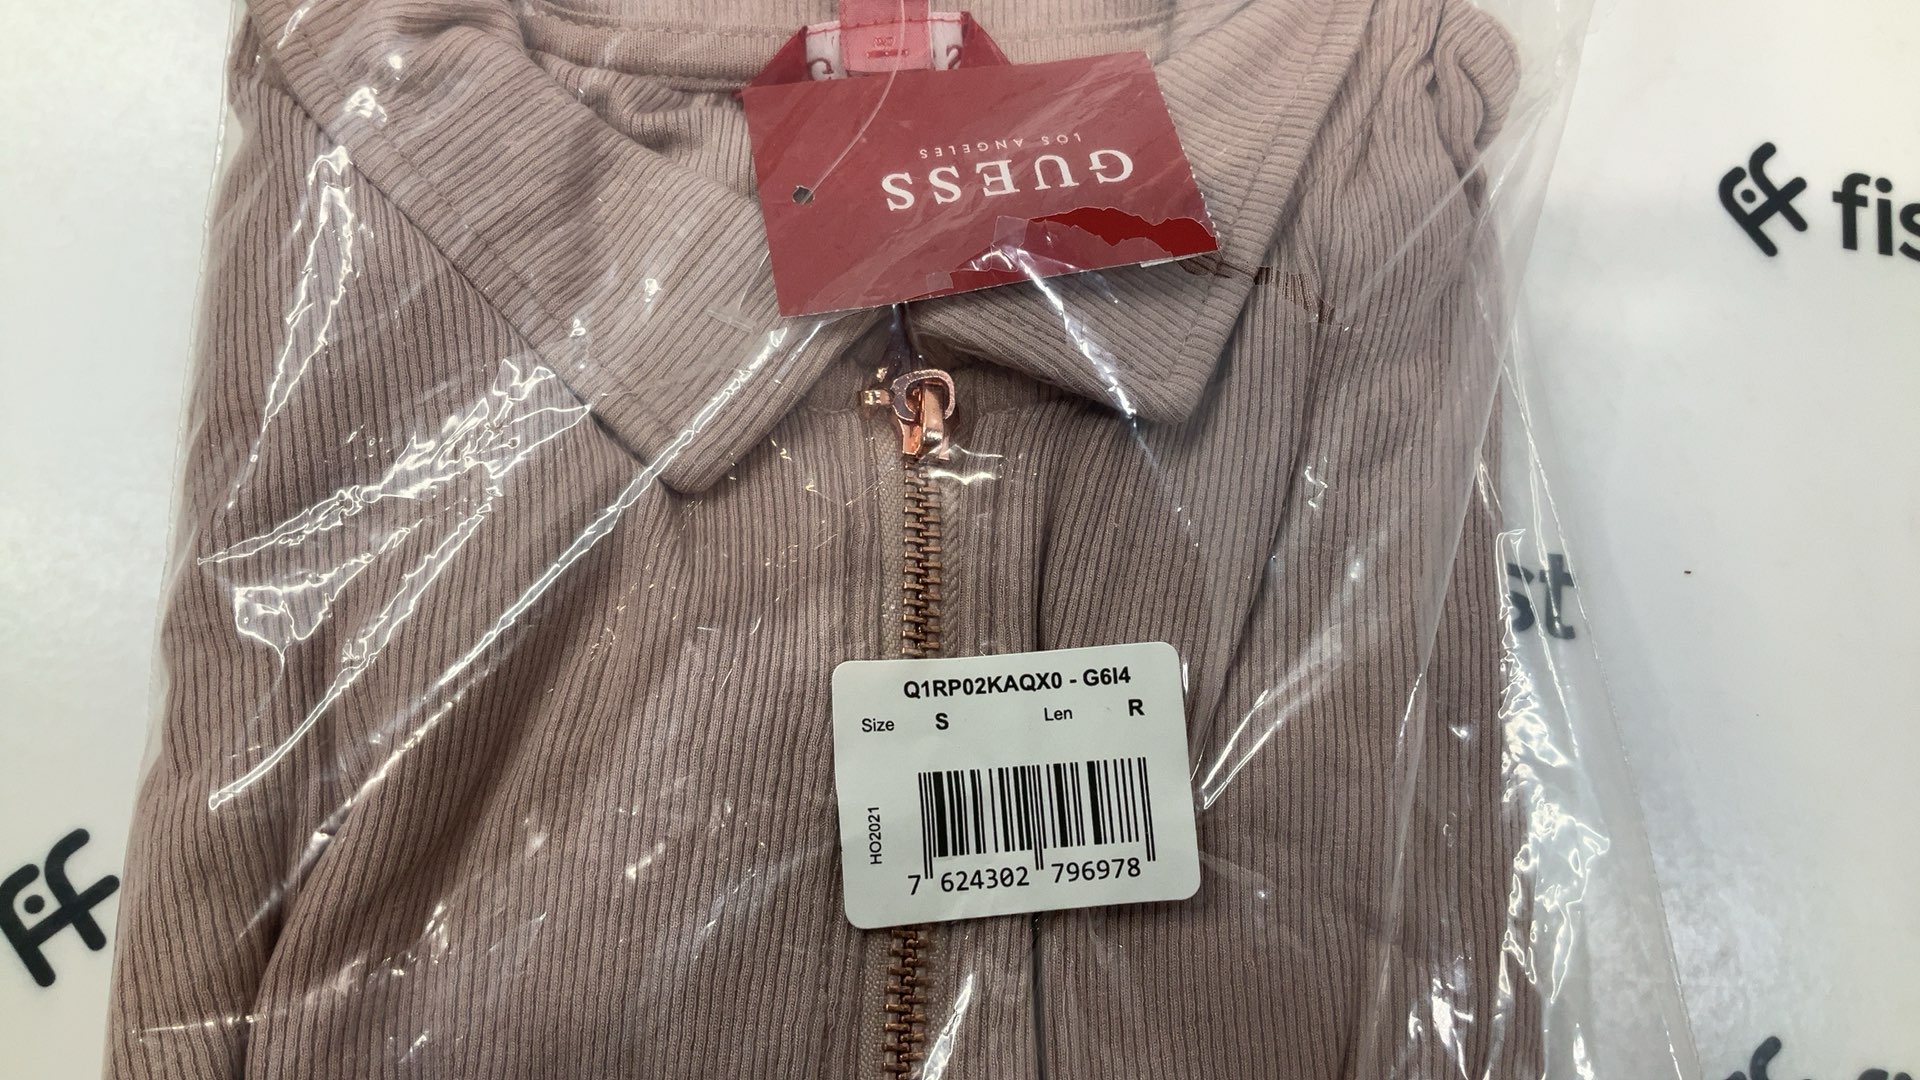 GUESS
LOS ANGELES
fis
st
Q1RP02KAQX0 - G6I4
Size S Len R
HO2021
7 624302 796978